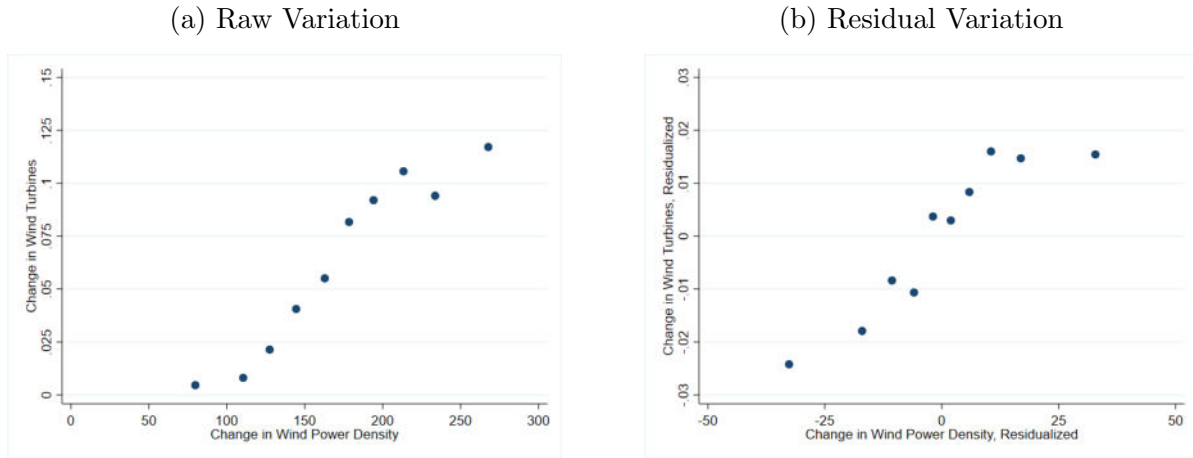 (a) Raw Variation
(b) Residual Variation
Change in Wind Turbines
.15
.125
.1
.075
.05
.025
0
0 50 100 150 200 250 300
Change in Wind Power Density
Change in Wind Turbines, Residualized
.03
.02
.01
0
-.01
-.02
-.03
-50 -25 0 25 50
Change in Wind Power Density, Residualized